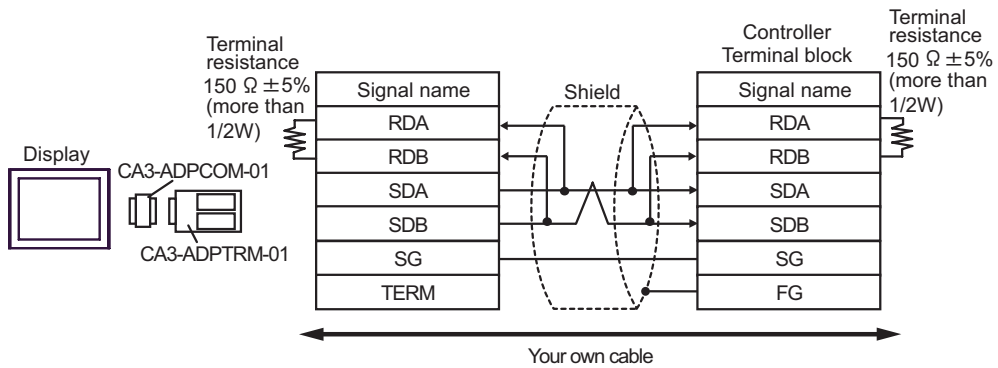 Terminal
resistance
150 Ω ±5%
(more than
1/2W)
Controller
Terminal block
Terminal
resistance
150 Ω ±5%
(more than
1/2W)
Display
CA3-ADPCOM-01
CA3-ADPTRM-01
Signal name
RDA
RDB
SDA
SDB
SG
TERM
Shield
Signal name
RDA
RDB
SDA
SDB
SG
FG
Your own cable